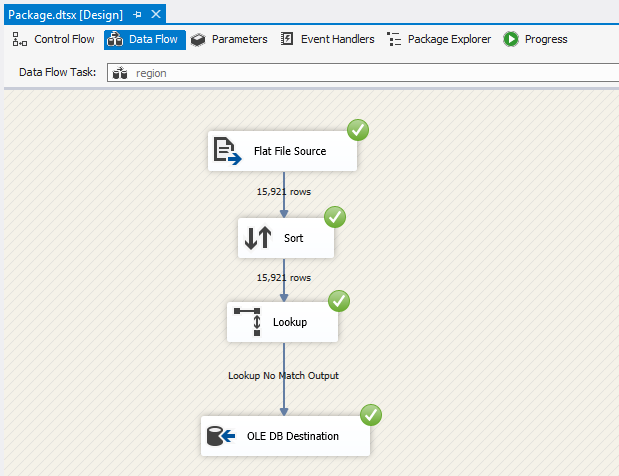 Package.dtsx [Design]
Control Flow Data Flow Parameters Event Handlers Package Explorer Progress
Data Flow Task: region
Flat File Source
15,921 rows
Sort
15,921 rows
Lookup
Lookup No Match Output
OLE DB Destination